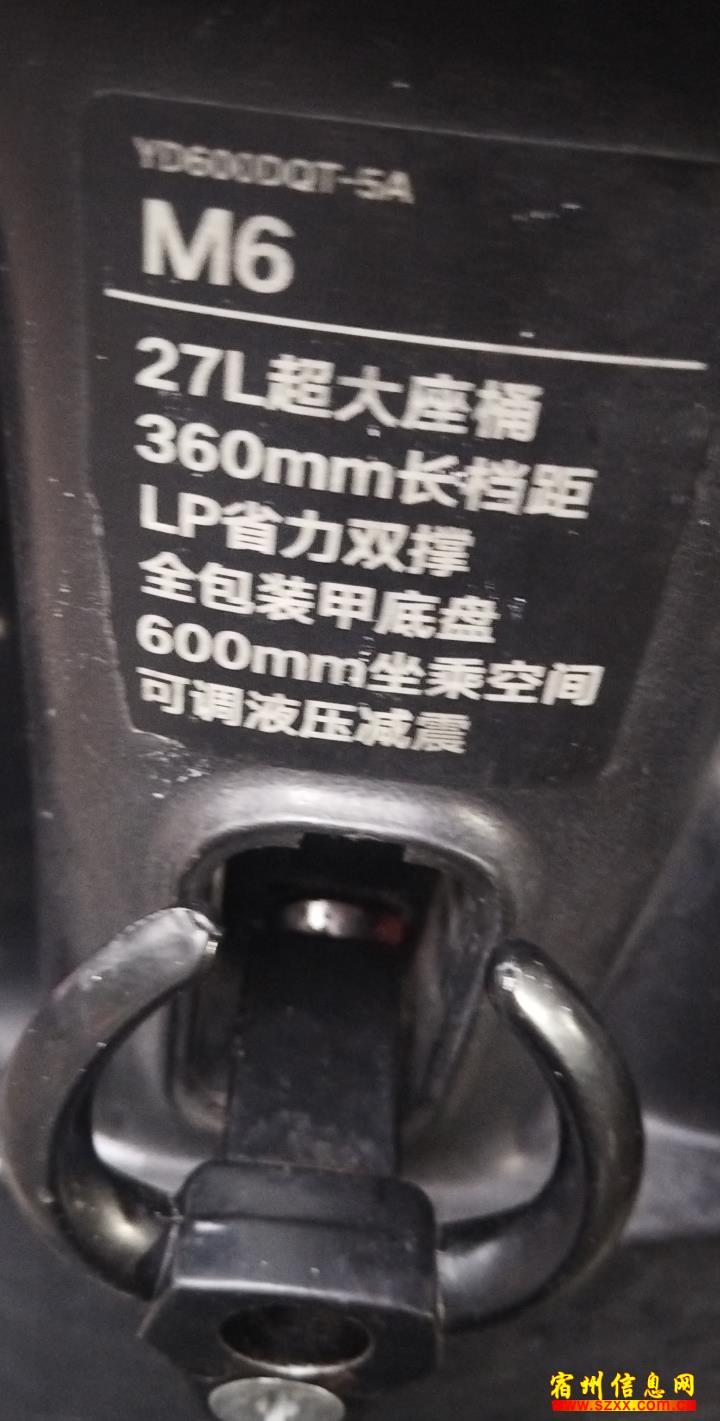 YD600DQT-5A
M6
27L超大座桶
360mm长档距
LP省力双撑
全包装甲底盘
600mm坐乘空间
可调液压减震
宿州信息网
www.szxx.com.cn